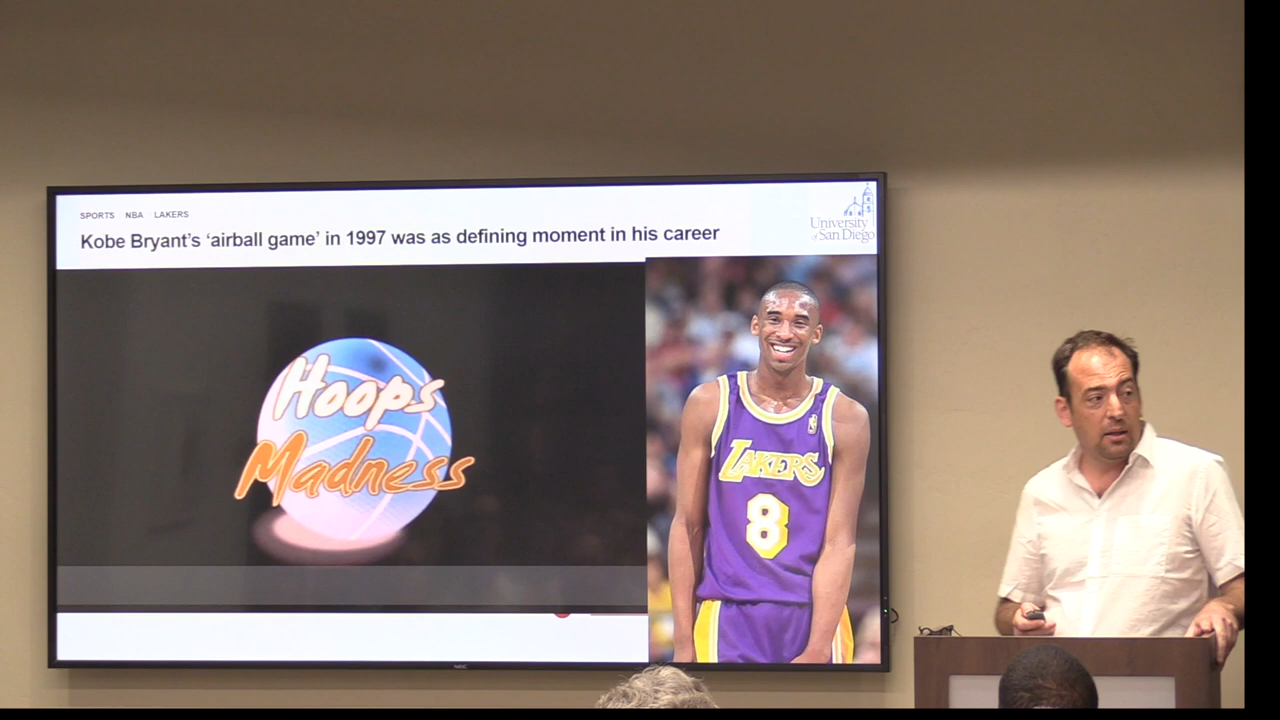 SPORTS NBA LAKERS
Kobe Bryant's 'airball game' in 1997 was as defining moment in his career
University
of San Diego
Hoops
Madness
LAKERS
8
NEC